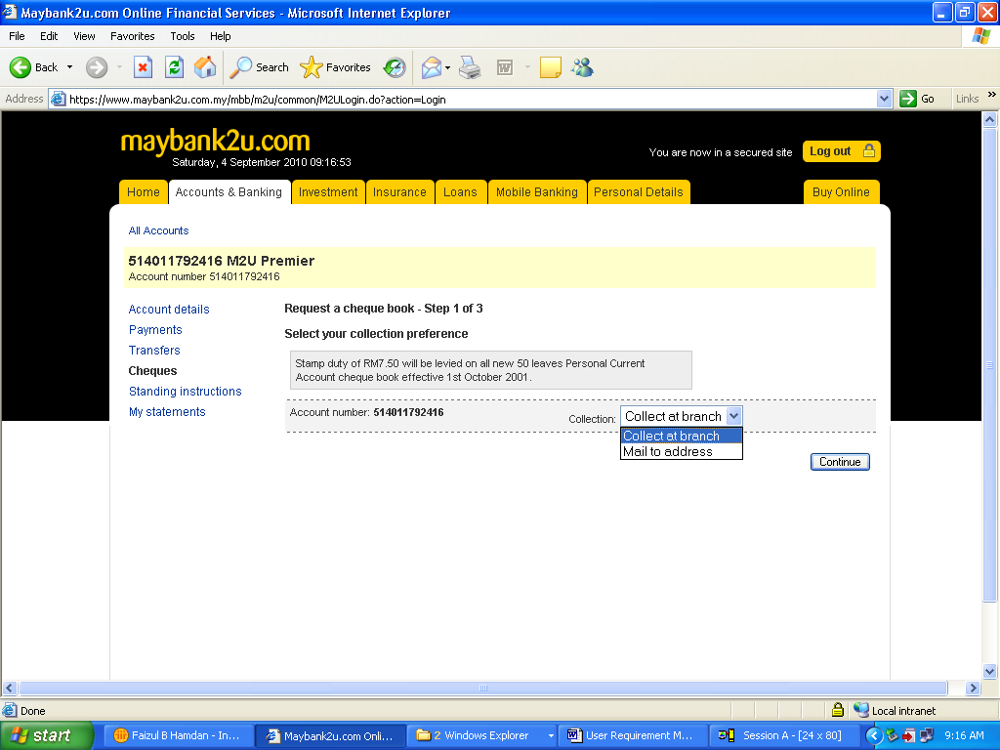 Maybank2u.com Online Financial Services - Microsoft Internet Explorer
File Edit View Favorites Tools Help
Back Search Favorites
Address https://www.maybank2u.com.my/mbb/m2u/common/M2ULogin.do?action=Login Go Links »
maybank2u.com
Saturday, 4 September 2010 09:16:53
You are now in a secured site Log out
Home Accounts & Banking Investment Insurance Loans Mobile Banking Personal Details Buy Online
All Accounts
514011792416 M2U Premier
Account number 514011792416
Account details
Payments
Transfers
Cheques
Standing instructions
My statements
Request a cheque book - Step 1 of 3
Select your collection preference
Stamp duty of RM7.50 will be levied on all new 50 leaves Personal Current
Account cheque book effective 1st October 2001.
Account number: 514011792416
Collection: Collect at branch
Collect at branch
Mail to address
Continue
Done Local intranet
start Faizul B Hamdan - In... Maybank2u.com Onli... 2 Windows Explorer User Requirement M... Session A - [24 x 80] 9:16 AM